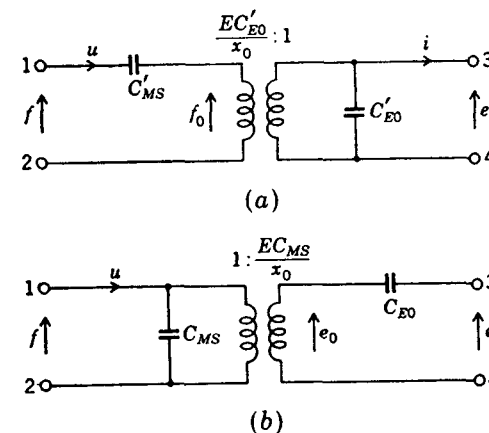 EC′E0
x0 : 1
1 u C′MS i 3
f f0 C′E0 e
2 4
(a)
1 : ECMS
x0
1 u 3
CE0
f CMS e0 e
2
(b)